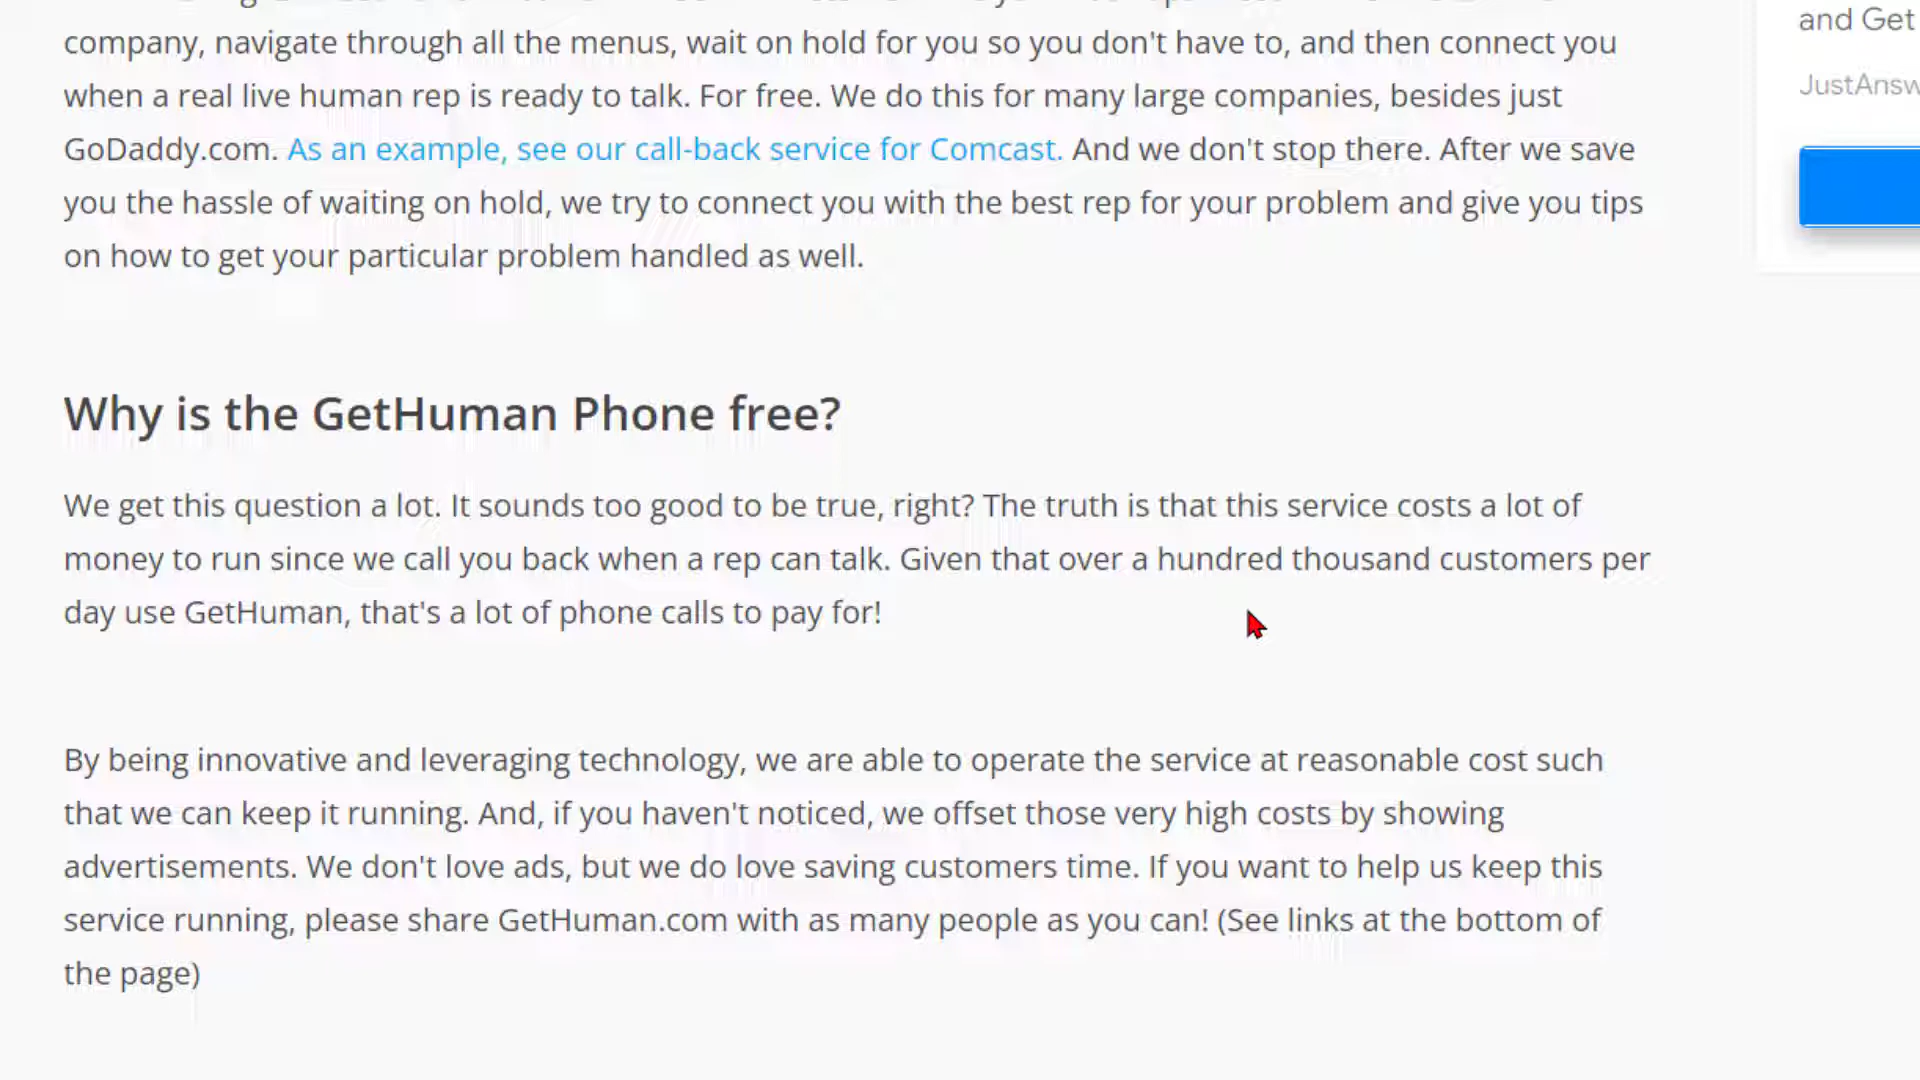 company, navigate through all the menus, wait on hold for you so you don't have to, and then connect you
when a real live human rep is ready to talk. For free. We do this for many large companies, besides just
GoDaddy.com. As an example, see our call-back service for Comcast. And we don't stop there. After we save
you the hassle of waiting on hold, we try to connect you with the best rep for your problem and give you tips
on how to get your particular problem handled as well.
Why is the GetHuman Phone free?
We get this question a lot. It sounds too good to be true, right? The truth is that this service costs a lot of
money to run since we call you back when a rep can talk. Given that over a hundred thousand customers per
day use GetHuman, that's a lot of phone calls to pay for!
By being innovative and leveraging technology, we are able to operate the service at reasonable cost such
that we can keep it running. And, if you haven't noticed, we offset those very high costs by showing
advertisements. We don't love ads, but we do love saving customers time. If you want to help us keep this
service running, please share GetHuman.com with as many people as you can! (See links at the bottom of
the page)
and Get
JustAnsw